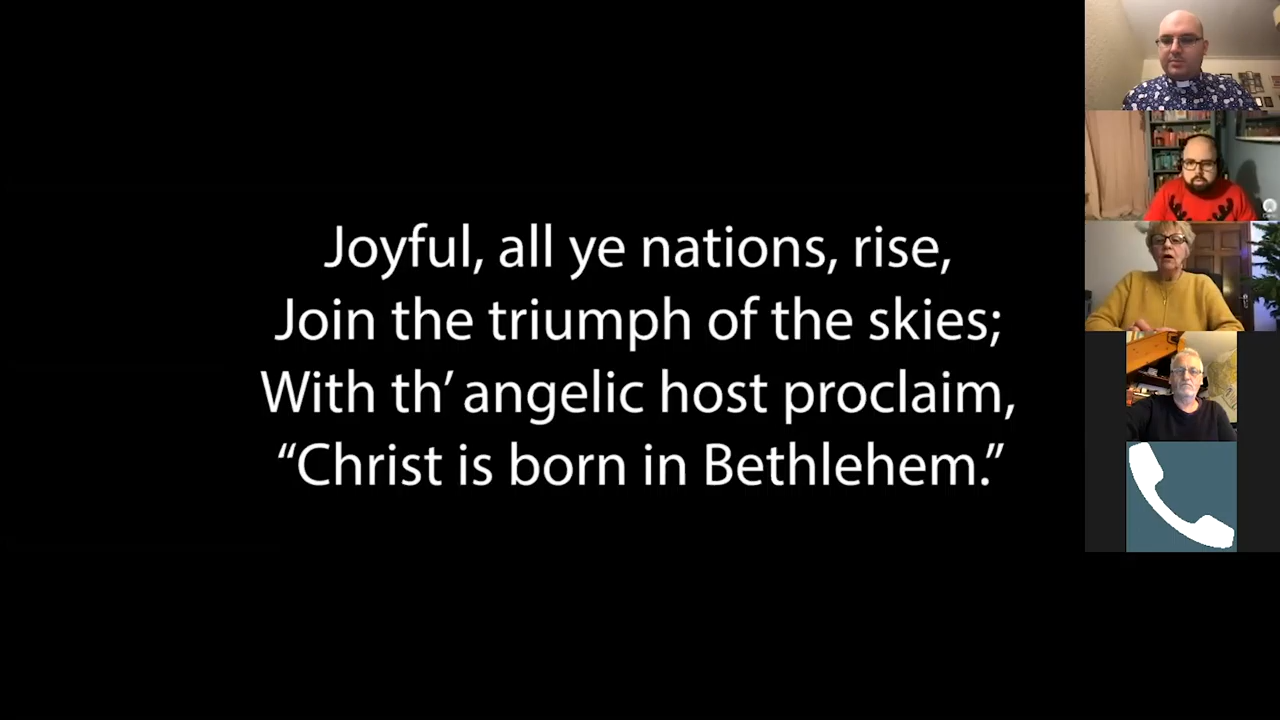 Joyful, all ye nations, rise,
Join the triumph of the skies;
With th’ angelic host proclaim,
“Christ is born in Bethlehem.”